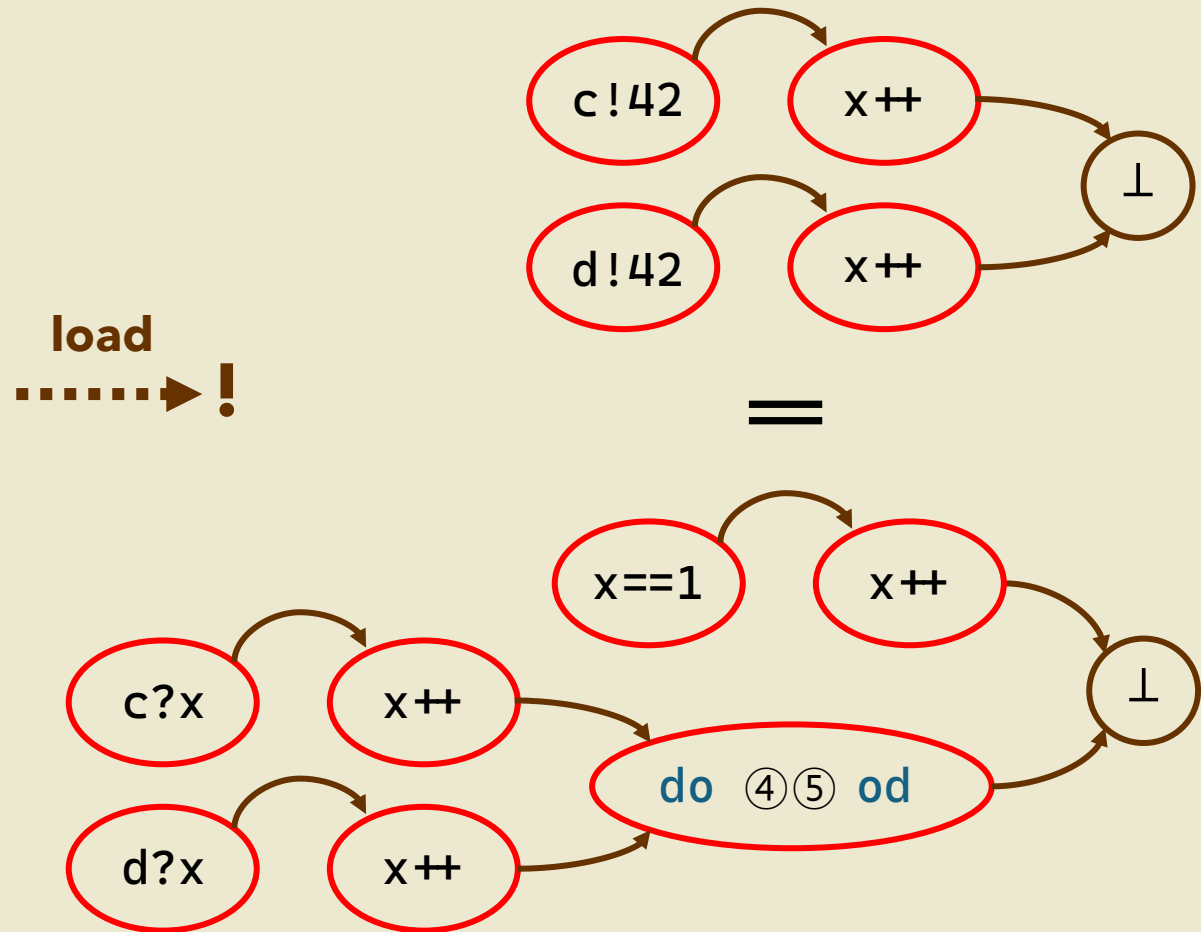 c!42 x++
⊥
d!42 x++
load
!
=
x==1 x++
⊥
c?x x++
do ④⑤ od
d?x x++